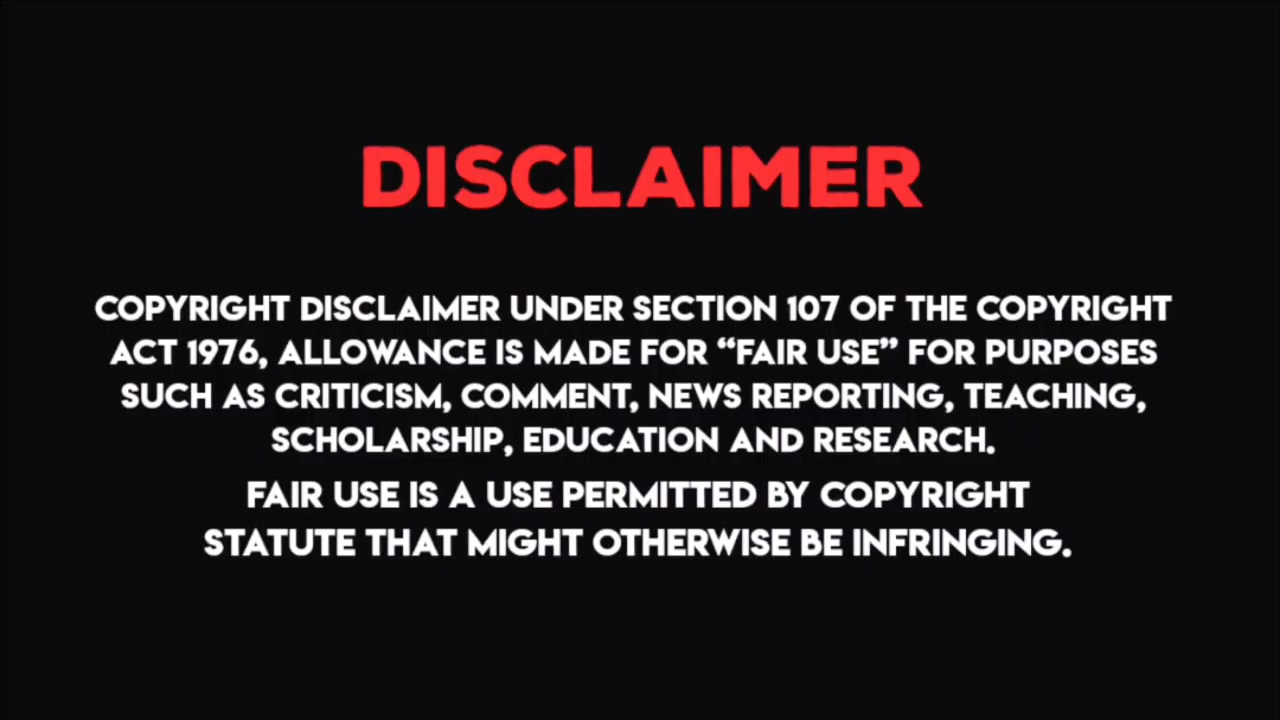 DISCLAIMER
COPYRIGHT DISCLAIMER UNDER SECTION 107 OF THE COPYRIGHT
ACT 1976, ALLOWANCE IS MADE FOR “FAIR USE” FOR PURPOSES
SUCH AS CRITICISM, COMMENT, NEWS REPORTING, TEACHING,
SCHOLARSHIP, EDUCATION AND RESEARCH.
FAIR USE IS A USE PERMITTED BY COPYRIGHT
STATUTE THAT MIGHT OTHERWISE BE INFRINGING.